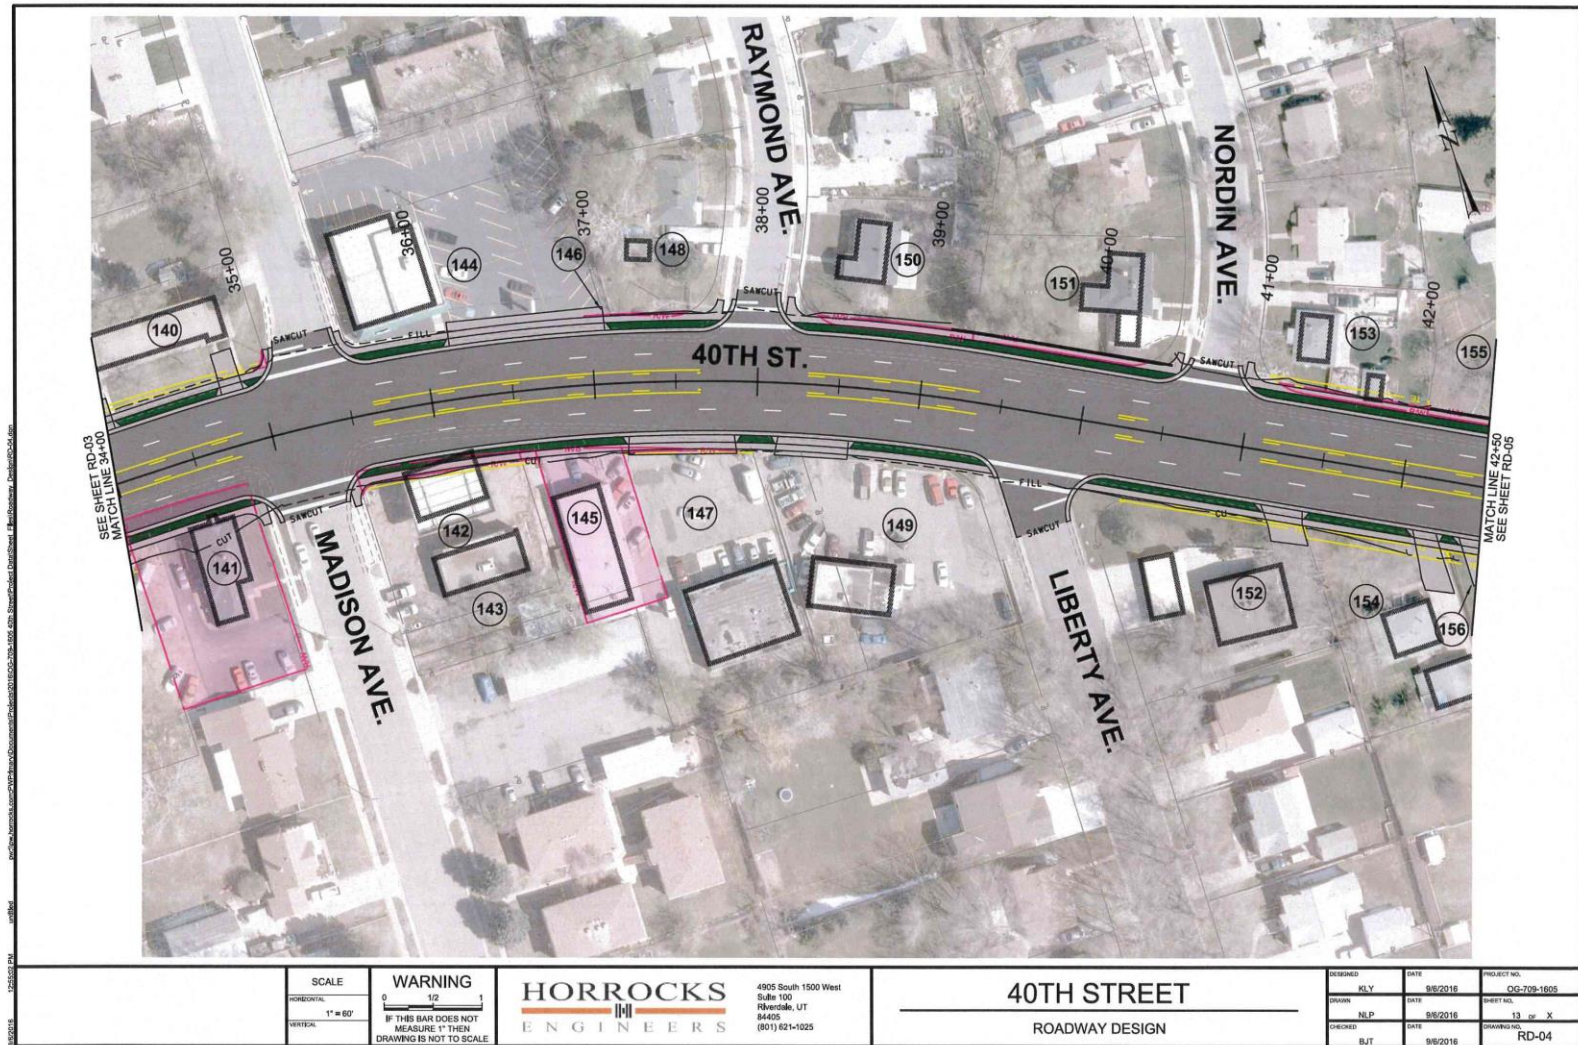 RAYMOND AVE.
NORDIN AVE.
35+00
36+00
37+00
38+00
39+00
40+00
41+00
42+00
140
144
146
148
150
151
153
155
SAWCUT
FILL
SAWCUT
SAWCUT
40TH ST.
SEE SHEET RD-03
MATCH LINE 34+00
MATCH LINE 42+50
SEE SHEET RD-05
CUT
141
SAWCUT
CUT
142
143
145
147
149
FILL
SAWCUT
152
154
156
MADISON AVE.
LIBERTY AVE.
SCALE
HORIZONTAL
1" = 60'
VERTICAL
WARNING
0 1/2 1
IF THIS BAR DOES NOT
MEASURE 1" THEN
DRAWING IS NOT TO SCALE
HORROCKS
ENGINEERS
4905 South 1500 West
Suite 100
Riverdale, UT
84405
(801) 621-1025
40TH STREET
ROADWAY DESIGN
DESIGNED
KLY
DATE
9/6/2016
PROJECT NO.
OG-709-1605
DRAWN
NLP
DATE
9/6/2016
SHEET NO.
13 OF X
CHECKED
BJT
DATE
9/6/2016
DRAWING NO.
RD-04
12:55:02 PM
untitled